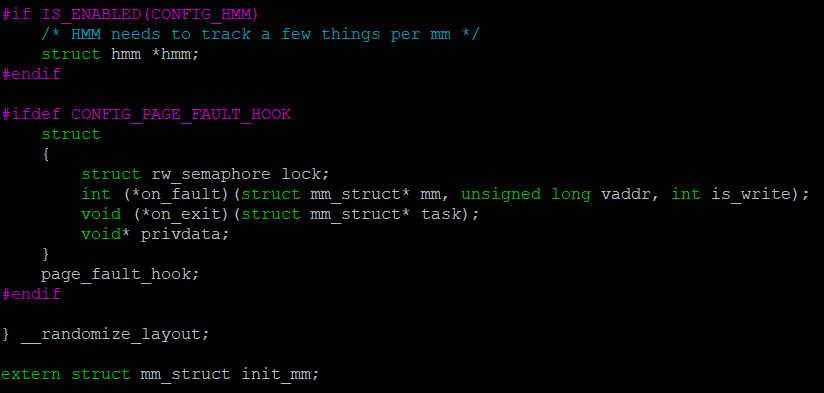 #if IS_ENABLED(CONFIG_HMM)
    /* HMM needs to track a few things per mm */
    struct hmm *hmm;
#endif

#ifdef CONFIG_PAGE_FAULT_HOOK
    struct
    {
        struct rw_semaphore lock;
        int (*on_fault)(struct mm_struct* mm, unsigned long vaddr, int is_write);
        void (*on_exit)(struct mm_struct* task);
        void* privdata;
    }
    page_fault_hook;
#endif

} __randomize_layout;

extern struct mm_struct init_mm;